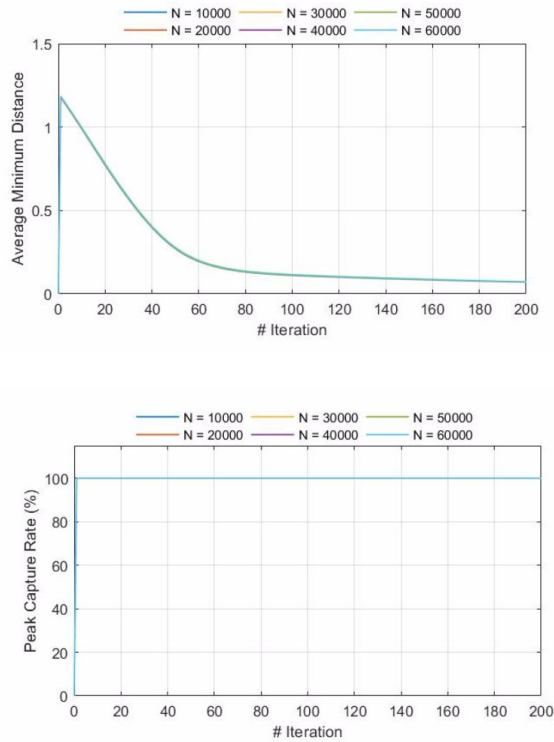 N = 10000 N = 30000 N = 50000
N = 20000 N = 40000 N = 60000
1.5
1
0.5
0
Average Minimum Distance
0 20 40 60 80 100 120 140 160 180 200
# Iteration
N = 10000 N = 30000 N = 50000
N = 20000 N = 40000 N = 60000
100
80
60
40
20
0
Peak Capture Rate (%)
0 20 40 60 80 100 120 140 160 180 200
# Iteration